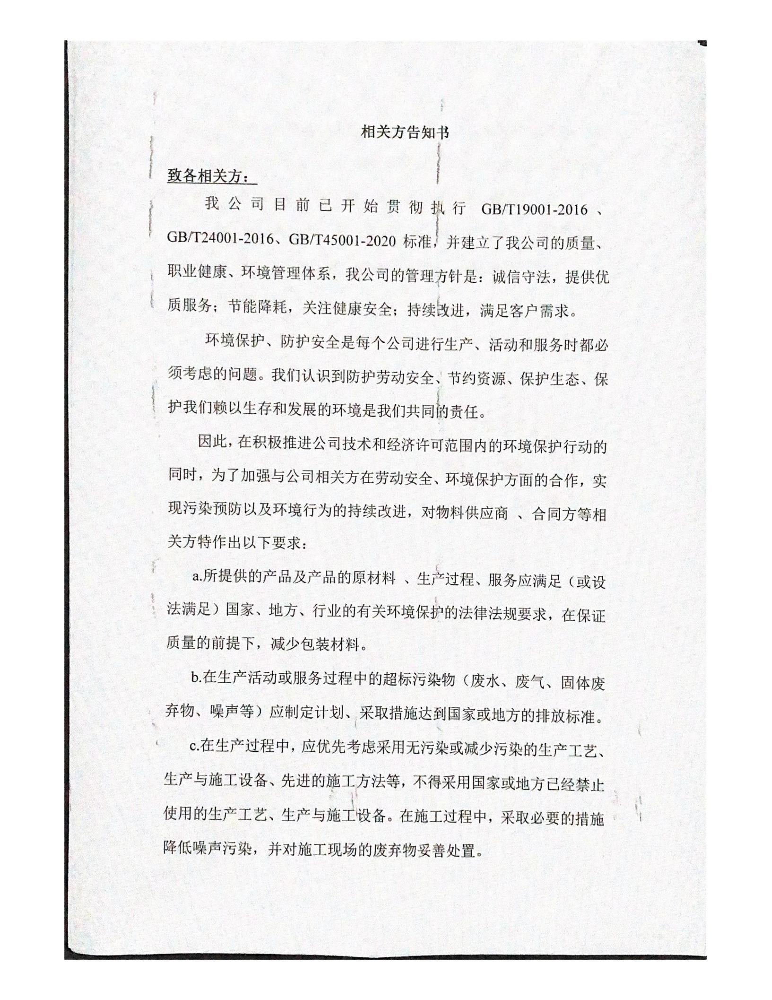 相关方告知书
致各相关方：
我公司目前已开始贯彻执行 GB/T19001-2016 、
GB/T24001-2016、GB/T45001-2020 标准，并建立了我公司的质量、
职业健康、环境管理体系，我公司的管理方针是：诚信守法，提供优
质服务；节能降耗，关注健康安全；持续改进，满足客户需求。
环境保护、防护安全是每个公司进行生产、活动和服务时都必
须考虑的问题。我们认识到防护劳动安全、节约资源、保护生态、保
护我们赖以生存和发展的环境是我们共同的责任。
因此，在积极推进公司技术和经济许可范围内的环境保护行动的
同时，为了加强与公司相关方在劳动安全、环境保护方面的合作，实
现污染预防以及环境行为的持续改进，对物料供应商 、合同方等相
关方特作出以下要求：
a.所提供的产品及产品的原材料 、生产过程、服务应满足（或设
法满足）国家、地方、行业的有关环境保护的法律法规要求，在保证
质量的前提下，减少包装材料。
b.在生产活动或服务过程中的超标污染物（废水、废气、固体废
弃物、噪声等）应制定计划、采取措施达到国家或地方的排放标准。
c.在生产过程中，应优先考虑采用无污染或减少污染的生产工艺、
生产与施工设备、先进的施工方法等，不得采用国家或地方已经禁止
使用的生产工艺、生产与施工设备。在施工过程中，采取必要的措施
降低噪声污染，并对施工现场的废弃物妥善处置。